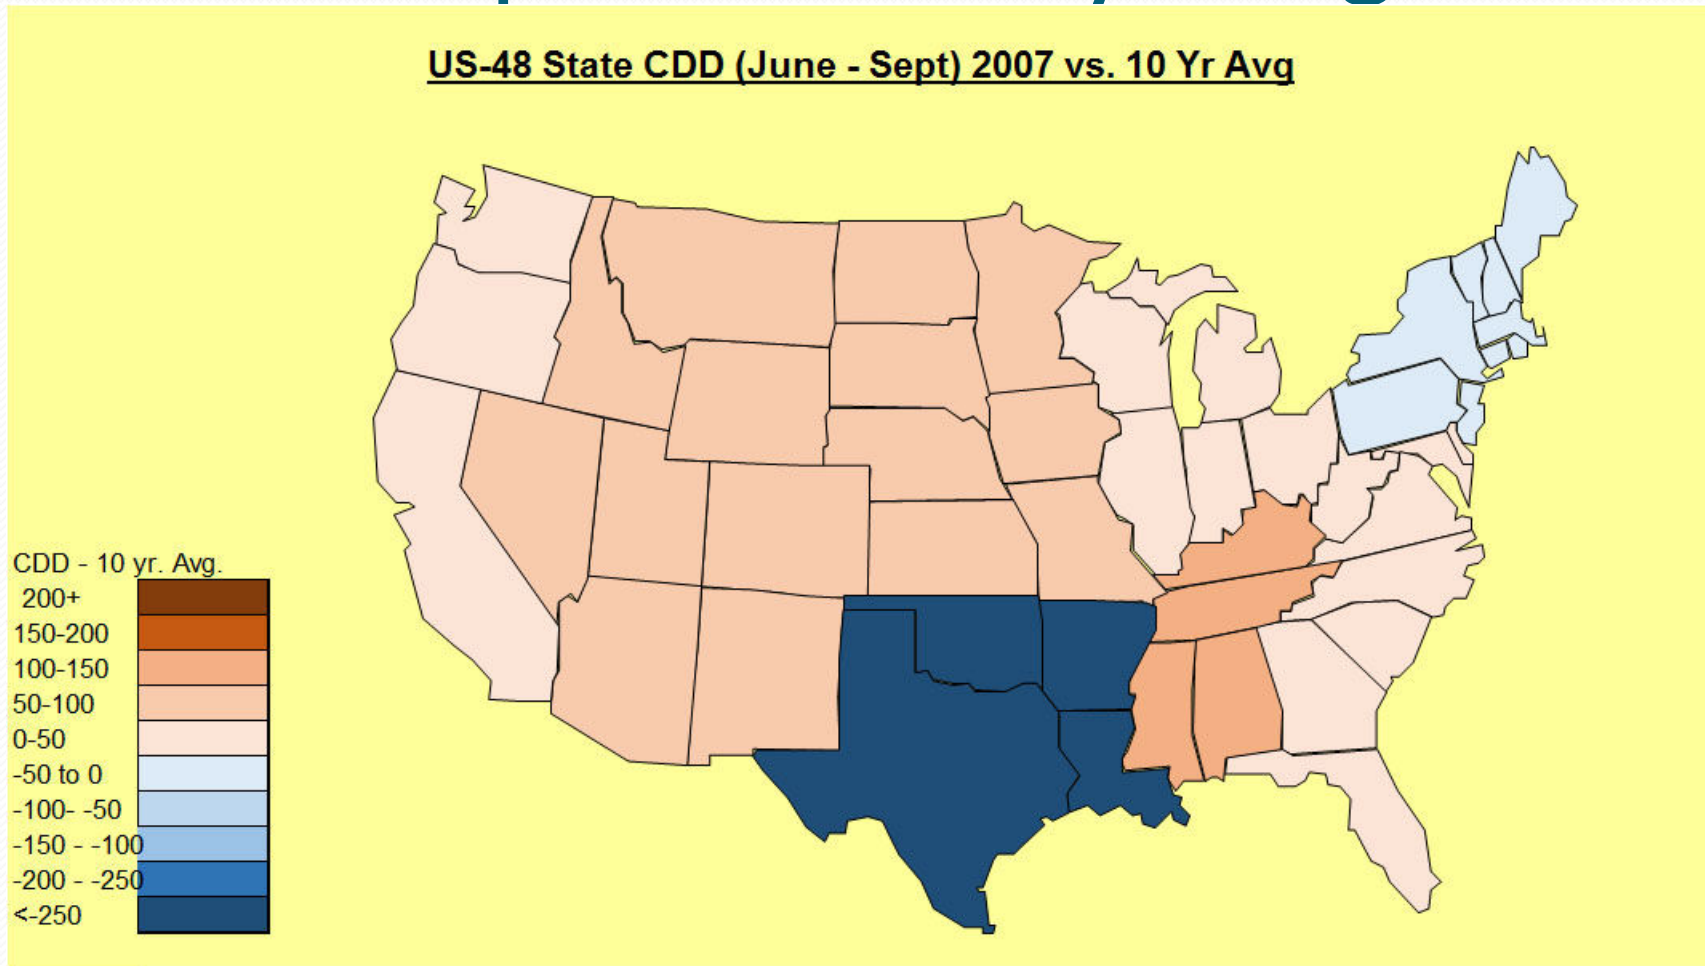 US-48 State CDD (June - Sept) 2007 vs. 10 Yr Avg
CDD - 10 yr. Avg.
200+
150-200
100-150
50-100
0-50
-50 to 0
-100- -50
-150 - -100
-200 - -250
<-250